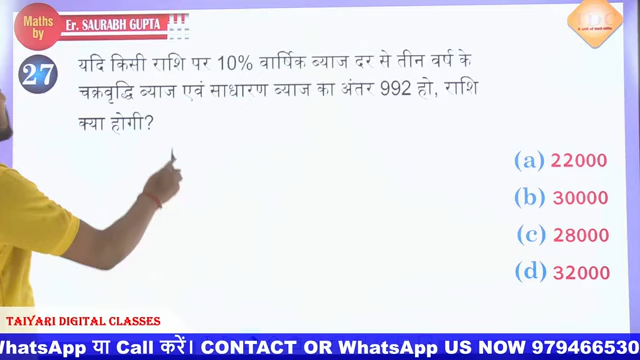 Maths
by
Er. SAURABH GUPTA
27
यदि किसी राशि पर 10% वार्षिक ब्याज दर से तीन वर्ष के
चक्रवृद्धि ब्याज एवं साधारण ब्याज का अंतर 992 हो, राशि
क्या होगी?
(a) 22000
(b) 30000
(c) 28000
(d) 32000
TAIYARI DIGITAL CLASSES
WhatsApp या Call करें। CONTACT OR WhatsApp US NOW 979466530